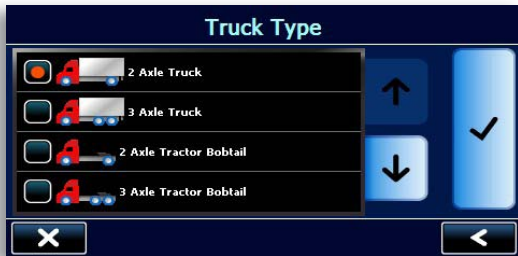 Truck Type
2 Axle Truck
3 Axle Truck
2 Axle Tractor Bobtail
3 Axle Tractor Bobtail